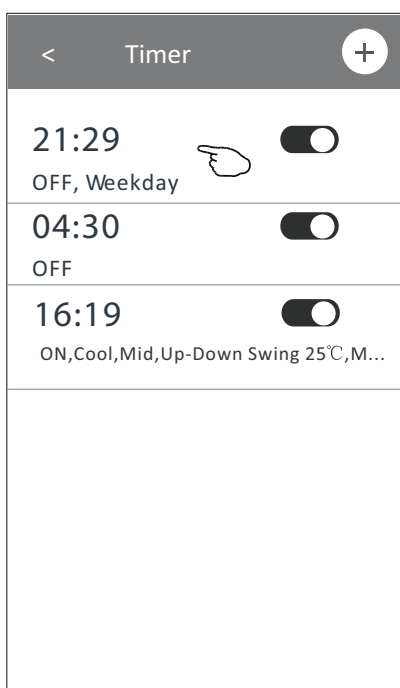 < Timer +
21:29
OFF, Weekday
04:30
OFF
16:19
ON,Cool,Mid,Up-Down Swing 25℃,M...